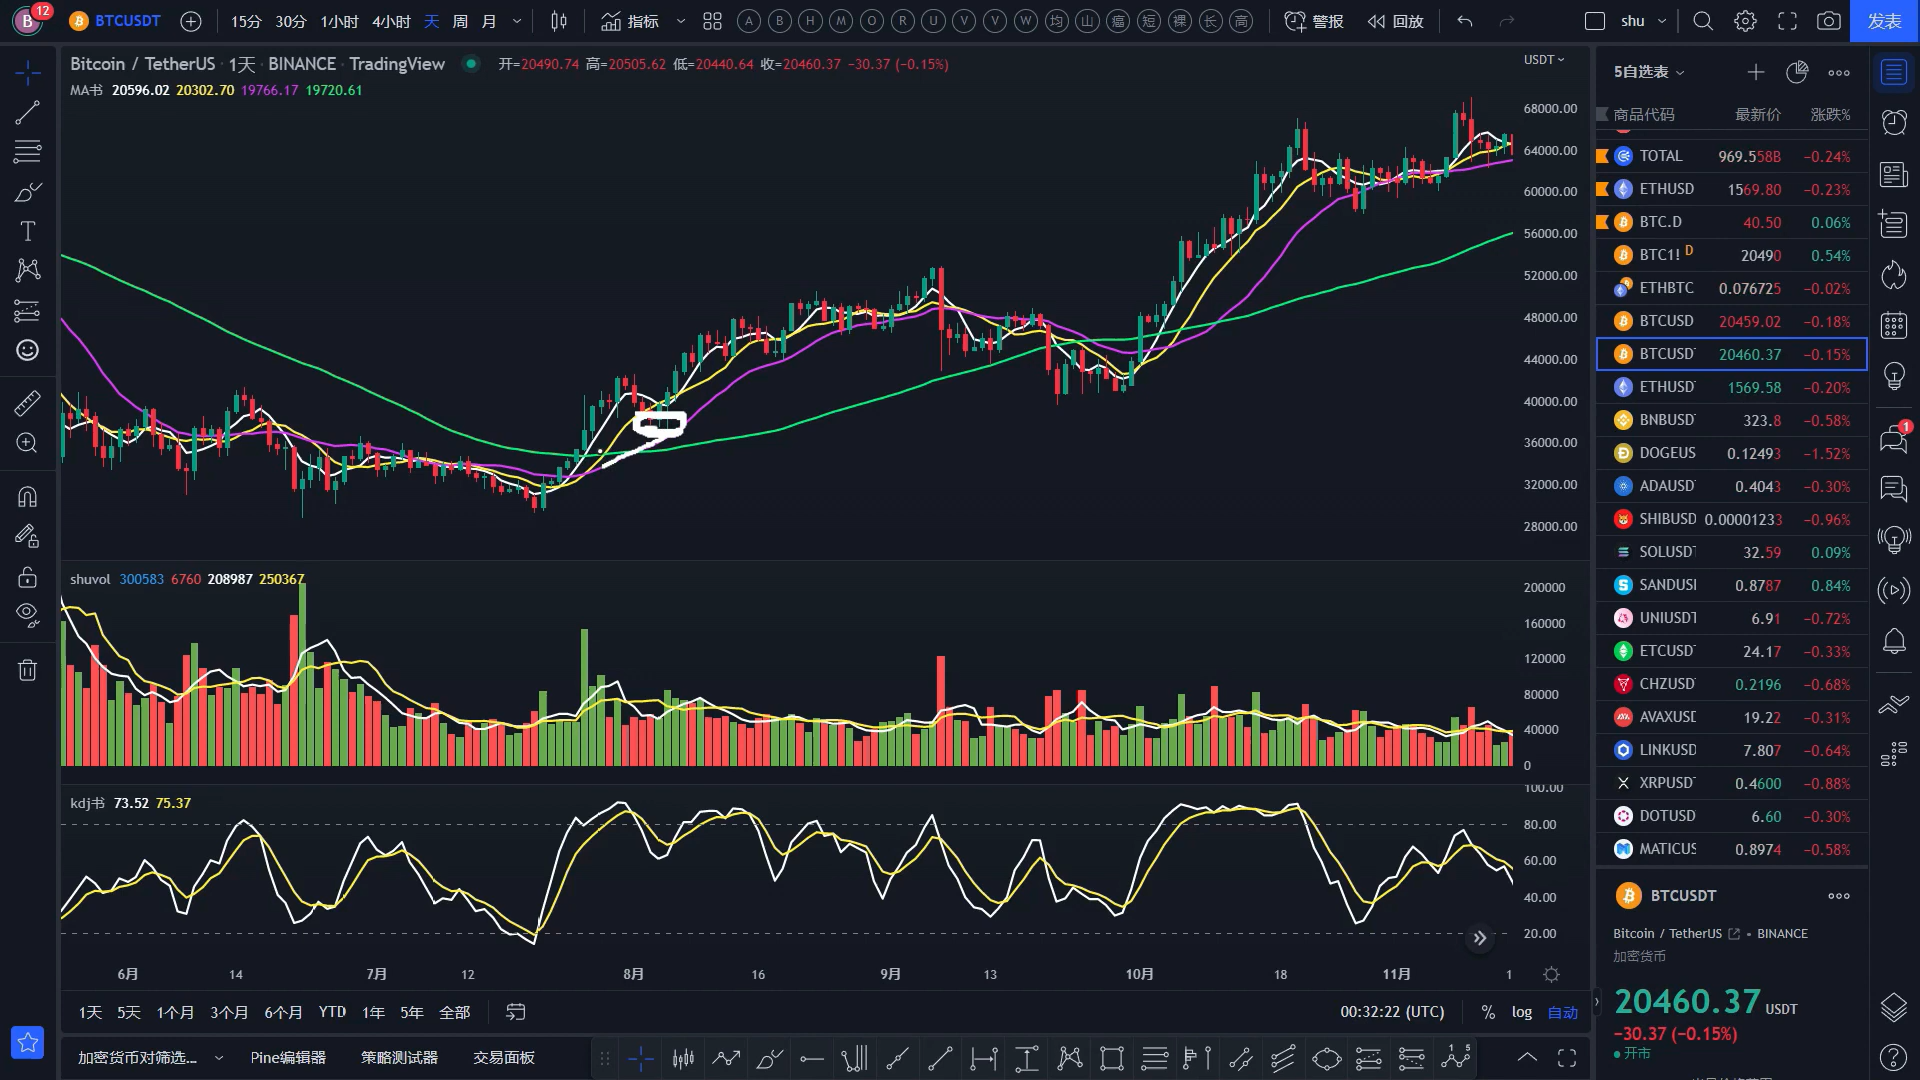 B 12 BTCUSDT 15分 30分 1小时 4小时 天 周 月 指标 A B H M O R U V V W 均 山 短 裸 长 高 警报 回放 shu 发表
Bitcoin / TetherUS 1天 BINANCE TradingView 开=20490.74 高=20505.62 低=20440.64 收=20460.37 −30.37 (−0.15%)
MA书 20596.02 20302.70 19766.17 19720.61
USDT
68000.00
64000.00
60000.00
56000.00
52000.00
48000.00
44000.00
40000.00
36000.00
32000.00
28000.00
shuvol 300583 6760 208987 250367
200000
160000
120000
80000
40000
0
kdj书 73.52 75.37
100.00
80.00
60.00
40.00
20.00
6月 14 7月 12 8月 16 9月 13 10月 18 11月 1
1天 5天 1个月 3个月 6个月 YTD 1年 5年 全部 00:32:22 (UTC) % log 自动
加密货币对筛选... Pine编辑器 策略测试器 交易面板
5自选表
商品代码 最新价 涨跌%
TOTAL 969.558B −0.24%
ETHUSD 1569.80 −0.23%
BTC.D 40.50 0.06%
BTC1! D 20490 0.54%
ETHBTC 0.076725 −0.02%
BTCUSD 20459.02 −0.18%
BTCUSDT 20460.37 −0.15%
ETHUSDT 1569.58 −0.20%
BNBUSD 323.8 −0.58%
DOGEUS 0.12493 −1.52%
ADAUSD 0.4043 −0.30%
SHIBUSD 0.00001233 −0.96%
SOLUSDT 32.59 0.09%
SANDUSI 0.8787 0.84%
UNIUSDT 6.91 −0.72%
ETCUSD 24.17 −0.33%
CHZUSD 0.2196 −0.68%
AVAXUSD 19.22 −0.31%
LINKUSD 7.807 −0.64%
XRPUSD 0.4600 −0.88%
DOTUSD 6.60 −0.30%
MATICUS 0.8974 −0.58%
BTCUSDT
Bitcoin / TetherUS BINANCE
加密货币
20460.37 USDT
−30.37 (−0.15%)
开市
1